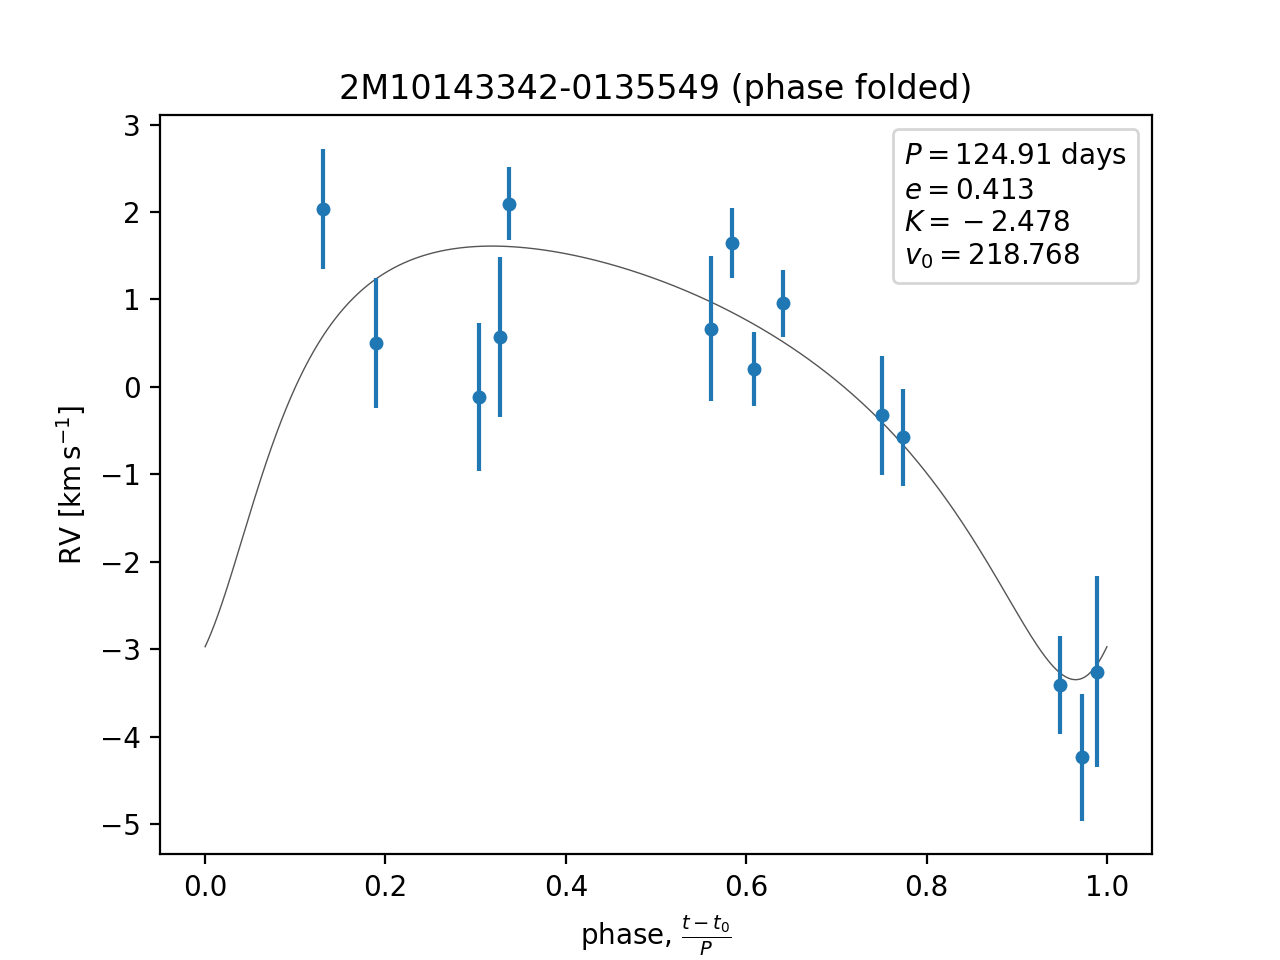 2M10143342-0135549 (phase folded)
P = 124.91 days
e = 0.413
K = −2.478
v₀ = 218.768
RV [km s⁻¹]
3
2
1
0
−1
−2
−3
−4
−5
0.0 0.2 0.4 0.6 0.8 1.0
phase, (t − t₀)/P